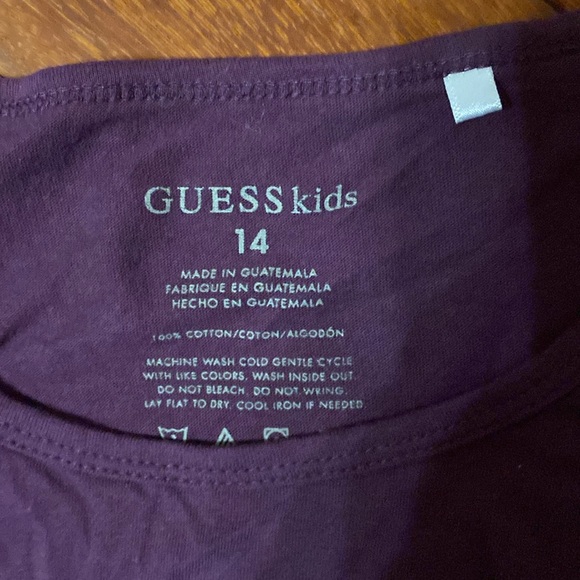 GUESS kids
14
MADE IN GUATEMALA
FABRIQUE EN GUATEMALA
HECHO EN GUATEMALA
100% COTTON/COTON/ALGODÓN
MACHINE WASH COLD GENTLE CYCLE
WITH LIKE COLORS. WASH INSIDE OUT.
DO NOT BLEACH. DO NOT WRING.
LAY FLAT TO DRY. COOL IRON IF NEEDED